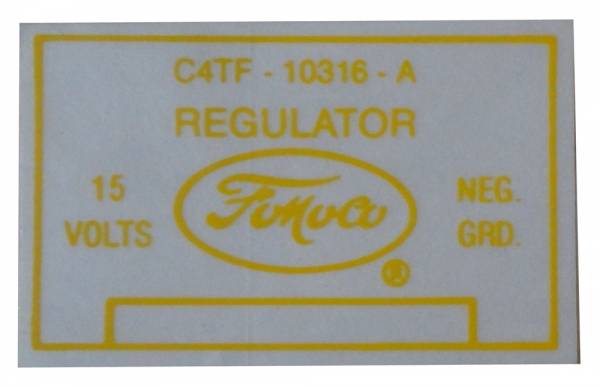 C4TF - 10316 - A
REGULATOR
15
VOLTS
FoMoCo
®
NEG.
GRD.